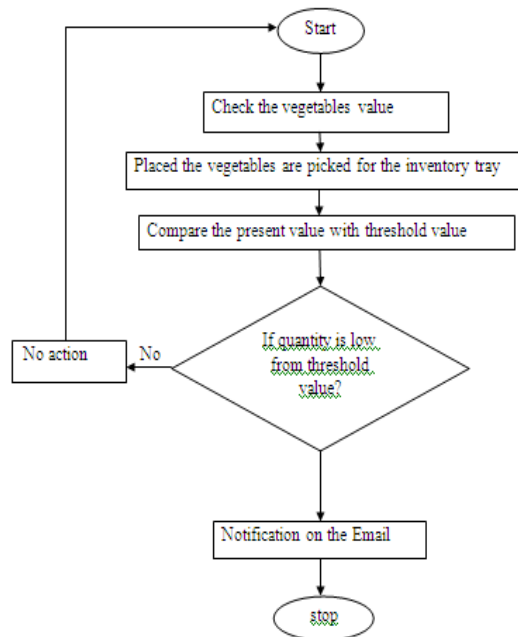 Start
Check the vegetables value
Placed the vegetables are picked for the inventory tray
Compare the present value with threshold value
If quantity is low
from threshold
value?
No
No action
Notification on the Email
stop